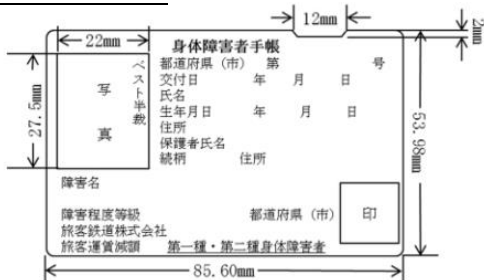 12mm
2mm
22mm
身体障害者手帳
都道府県（市） 第 号
交付日 年 月 日
氏名
生年月日 年 月 日
住所
保護者氏名
続柄 住所
ベスト半裁
写真
27.5mm
53.98mm
障害名
障害程度等級 都道府県（市） 印
旅客鉄道株式会社
旅客運賃減額 第一種・第二種身体障害者
85.60mm